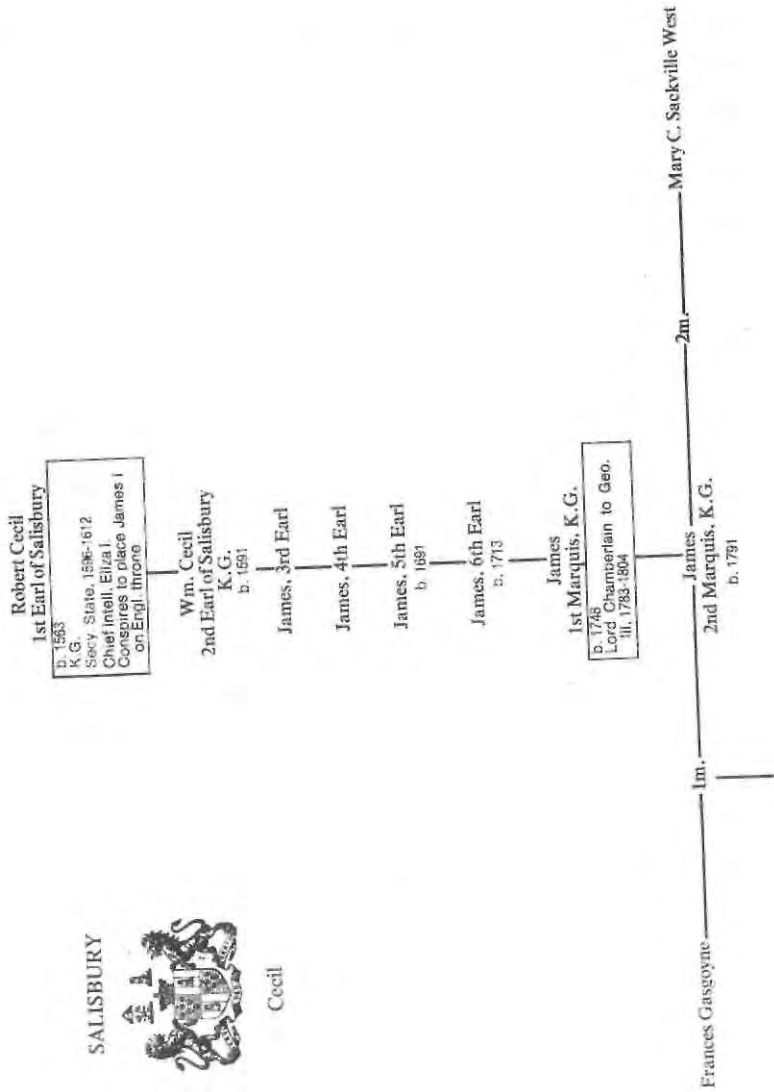 SALISBURY
Cecil
Robert Cecil
1st Earl of Salisbury
b. 1563
K.G.
Secy. State, 1596-1612
Chief Intell. Eliza I.
Conspires to place James I
on Engl. throne
Wm. Cecil
2nd Earl of Salisbury
K.G.
b. 1591
James, 3rd Earl
James, 4th Earl
James, 5th Earl
b. 1691
James, 6th Earl
b. 1713
James
1st Marquis, K.G.
b. 1748
Lord Chamberlain to Geo.
III, 1783-1804
Frances Gasgoyne
1m.
James
2nd Marquis, K.G.
b. 1791
2m.
Mary C. Sackville West